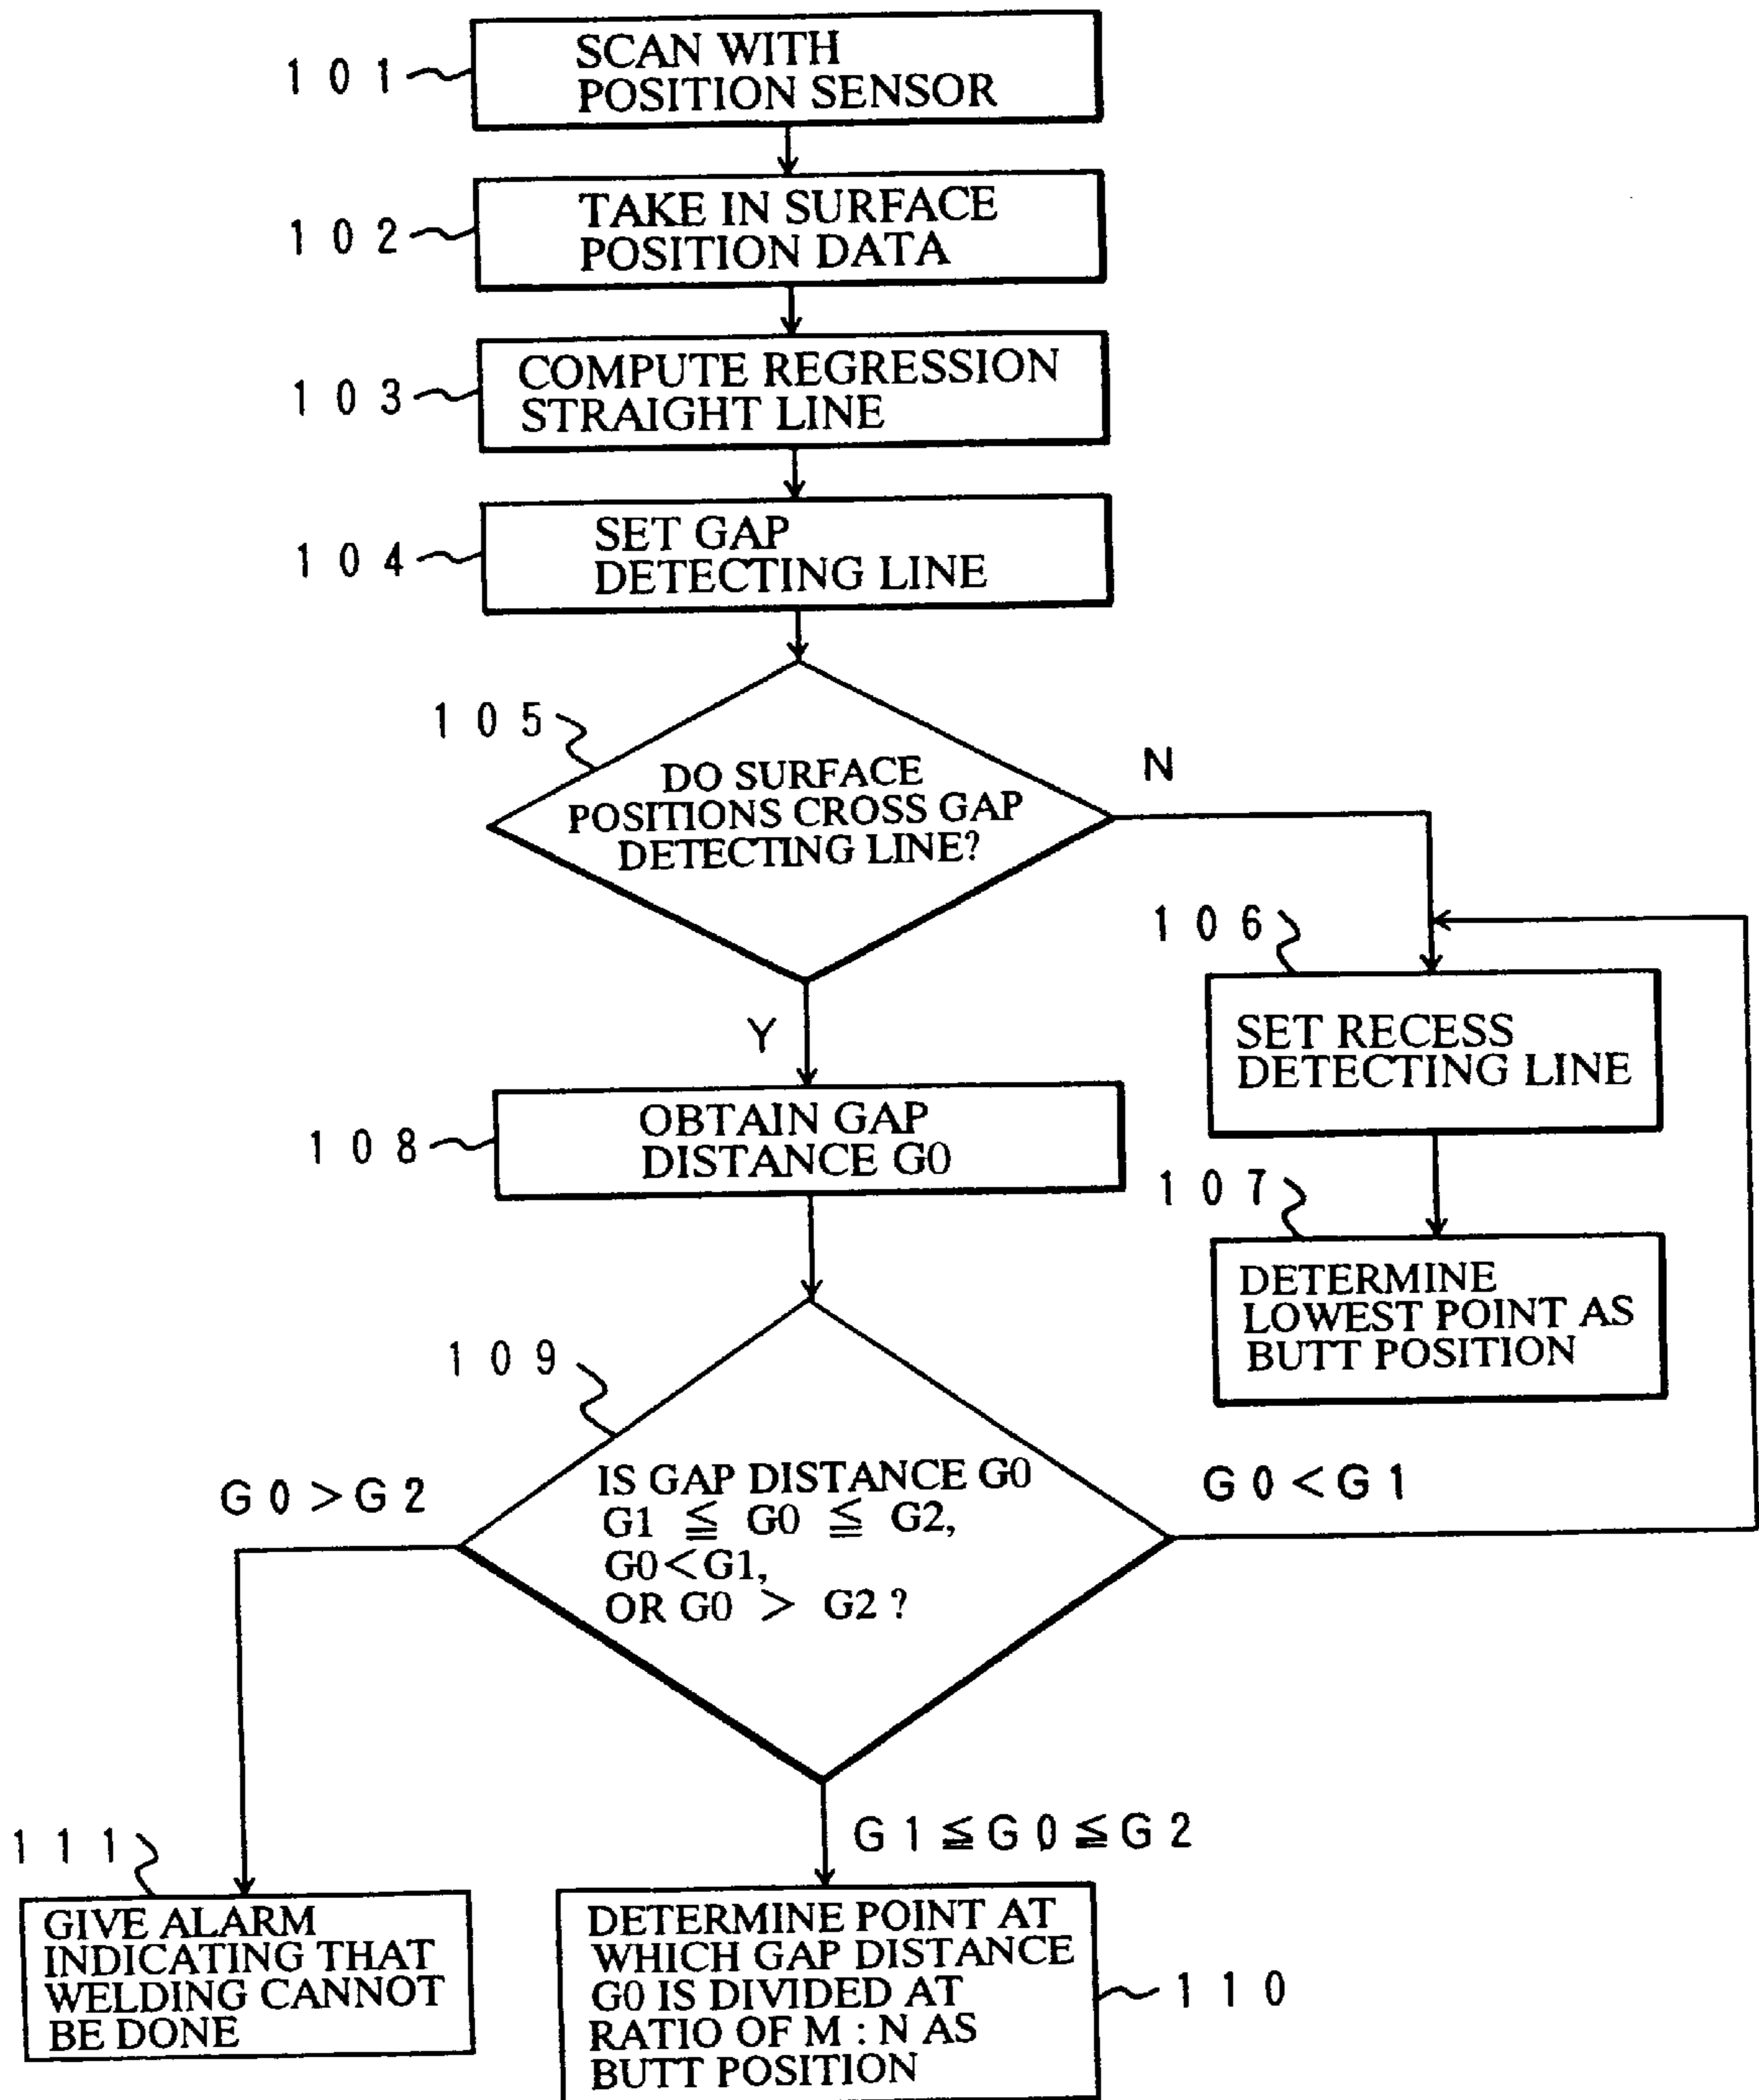 101
SCAN WITH
POSITION SENSOR
102
TAKE IN SURFACE
POSITION DATA
103
COMPUTE REGRESSION
STRAIGHT LINE
104
SET GAP
DETECTING LINE
105
DO SURFACE
POSITIONS CROSS GAP
DETECTING LINE?
N
Y
106
SET RECESS
DETECTING LINE
107
DETERMINE
LOWEST POINT AS
BUTT POSITION
108
OBTAIN GAP
DISTANCE G0
109
IS GAP DISTANCE G0
G1 ≦ G0 ≦ G2,
G0<G1,
OR G0 > G2 ?
G0>G2
G0<G1
G1≦G0≦G2
111
GIVE ALARM
INDICATING THAT
WELDING CANNOT
BE DONE
DETERMINE POINT AT
WHICH GAP DISTANCE
G0 IS DIVIDED AT
RATIO OF M : N AS
BUTT POSITION
110